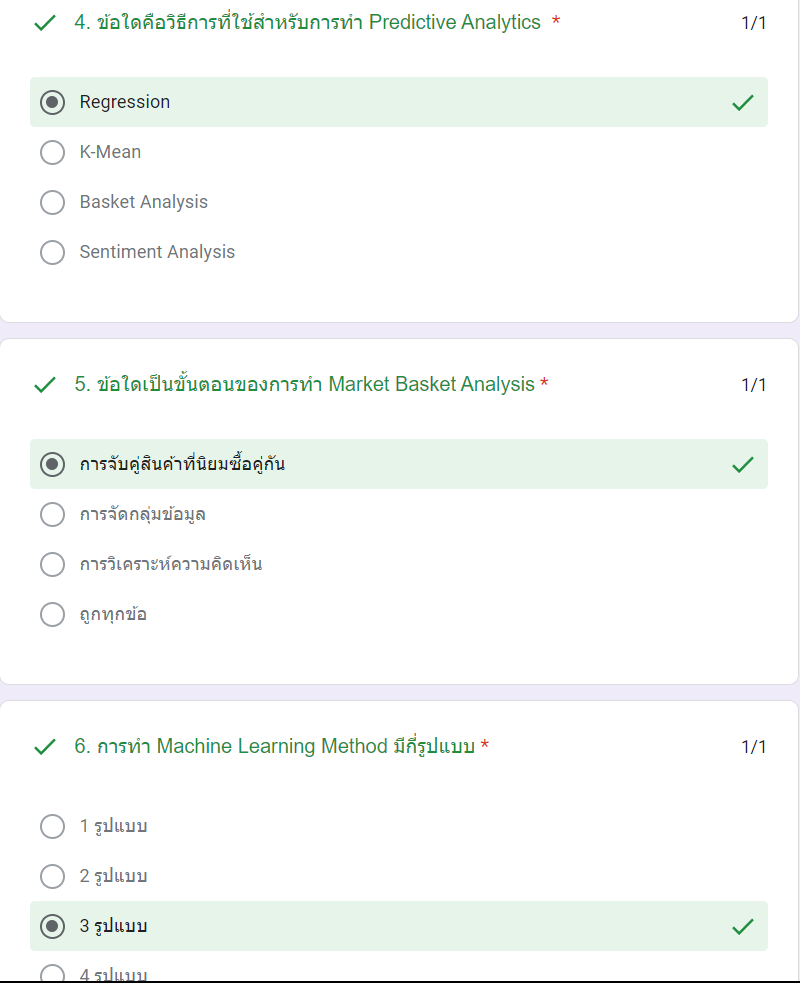 4. ข้อใดคือวิธีการที่ใช้สำหรับการทำ Predictive Analytics * 1/1
Regression
K-Mean
Basket Analysis
Sentiment Analysis
5. ข้อใดเป็นขั้นตอนของการทำ Market Basket Analysis * 1/1
การจับคู่สินค้าที่นิยมซื้อคู่กัน
การจัดกลุ่มข้อมูล
การวิเคราะห์ความคิดเห็น
ถูกทุกข้อ
6. การทำ Machine Learning Method มีกี่รูปแบบ * 1/1
1 รูปแบบ
2 รูปแบบ
3 รูปแบบ
4 รูปแบบ